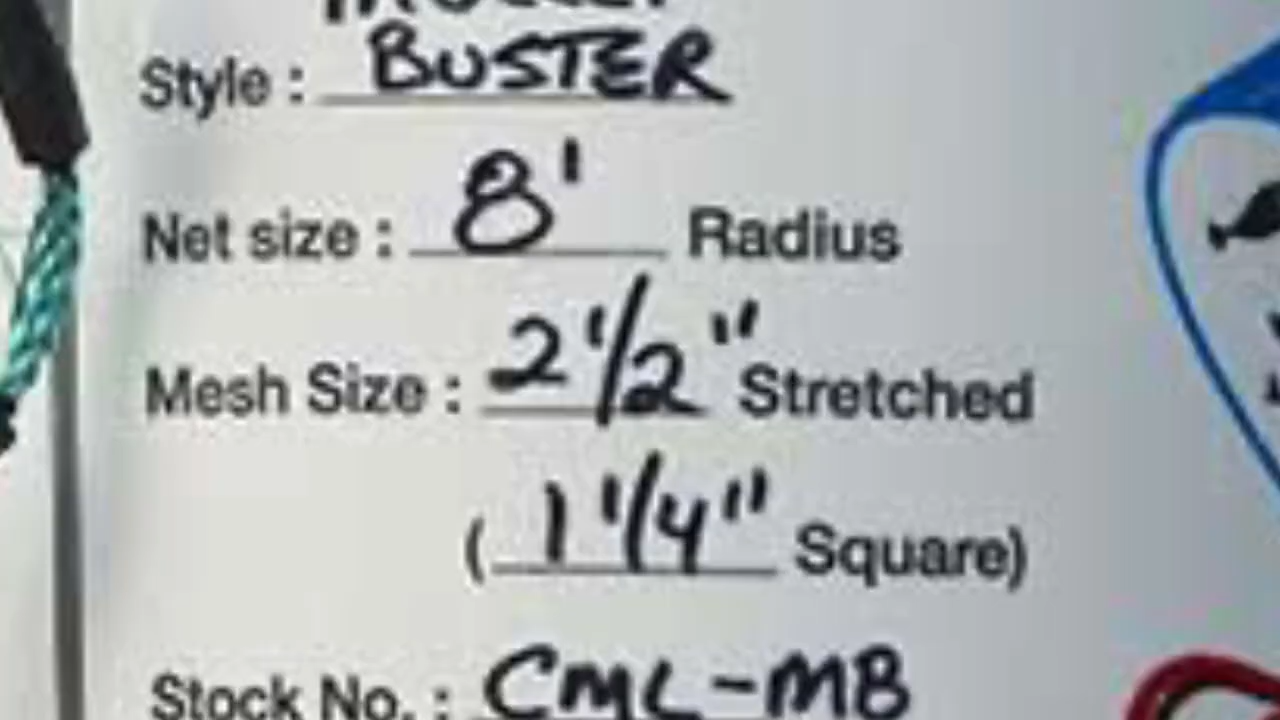 BUSTER
Style :
8'
Net size : Radius
Mesh Size : 2 1/2" Stretched
( 1 1/4" Square)
Stock No. : CML-MB